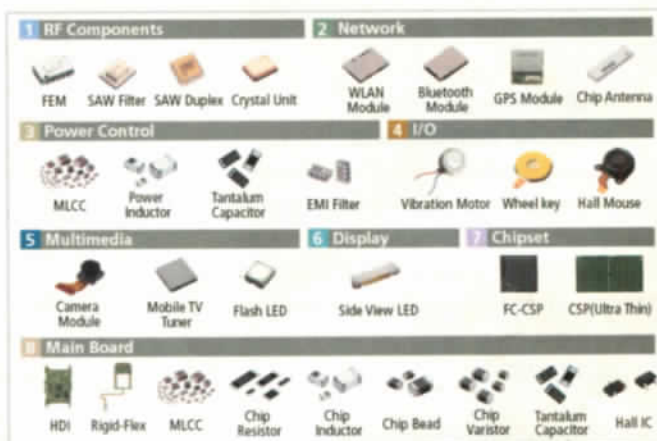 1 RF Components
2 Network
FEM
SAW Filter
SAW Duplex
Crystal Unit
WLAN
Module
Bluetooth
Module
GPS Module
Chip Antenna
3 Power Control
4 I/O
MLCC
Power
Inductor
Tantalum
Capacitor
EMI Filter
Vibration Motor
Wheel key
Hall Mouse
5 Multimedia
6 Display
7 Chipset
Camera
Module
Mobile TV
Tuner
Flash LED
Side View LED
FC-CSP
CSP(Ultra Thin)
8 Main Board
HDI
Rigid-Flex
MLCC
Chip
Resistor
Chip
Inductor
Chip Bead
Chip
Varistor
Tantalum
Capacitor
Hall IC